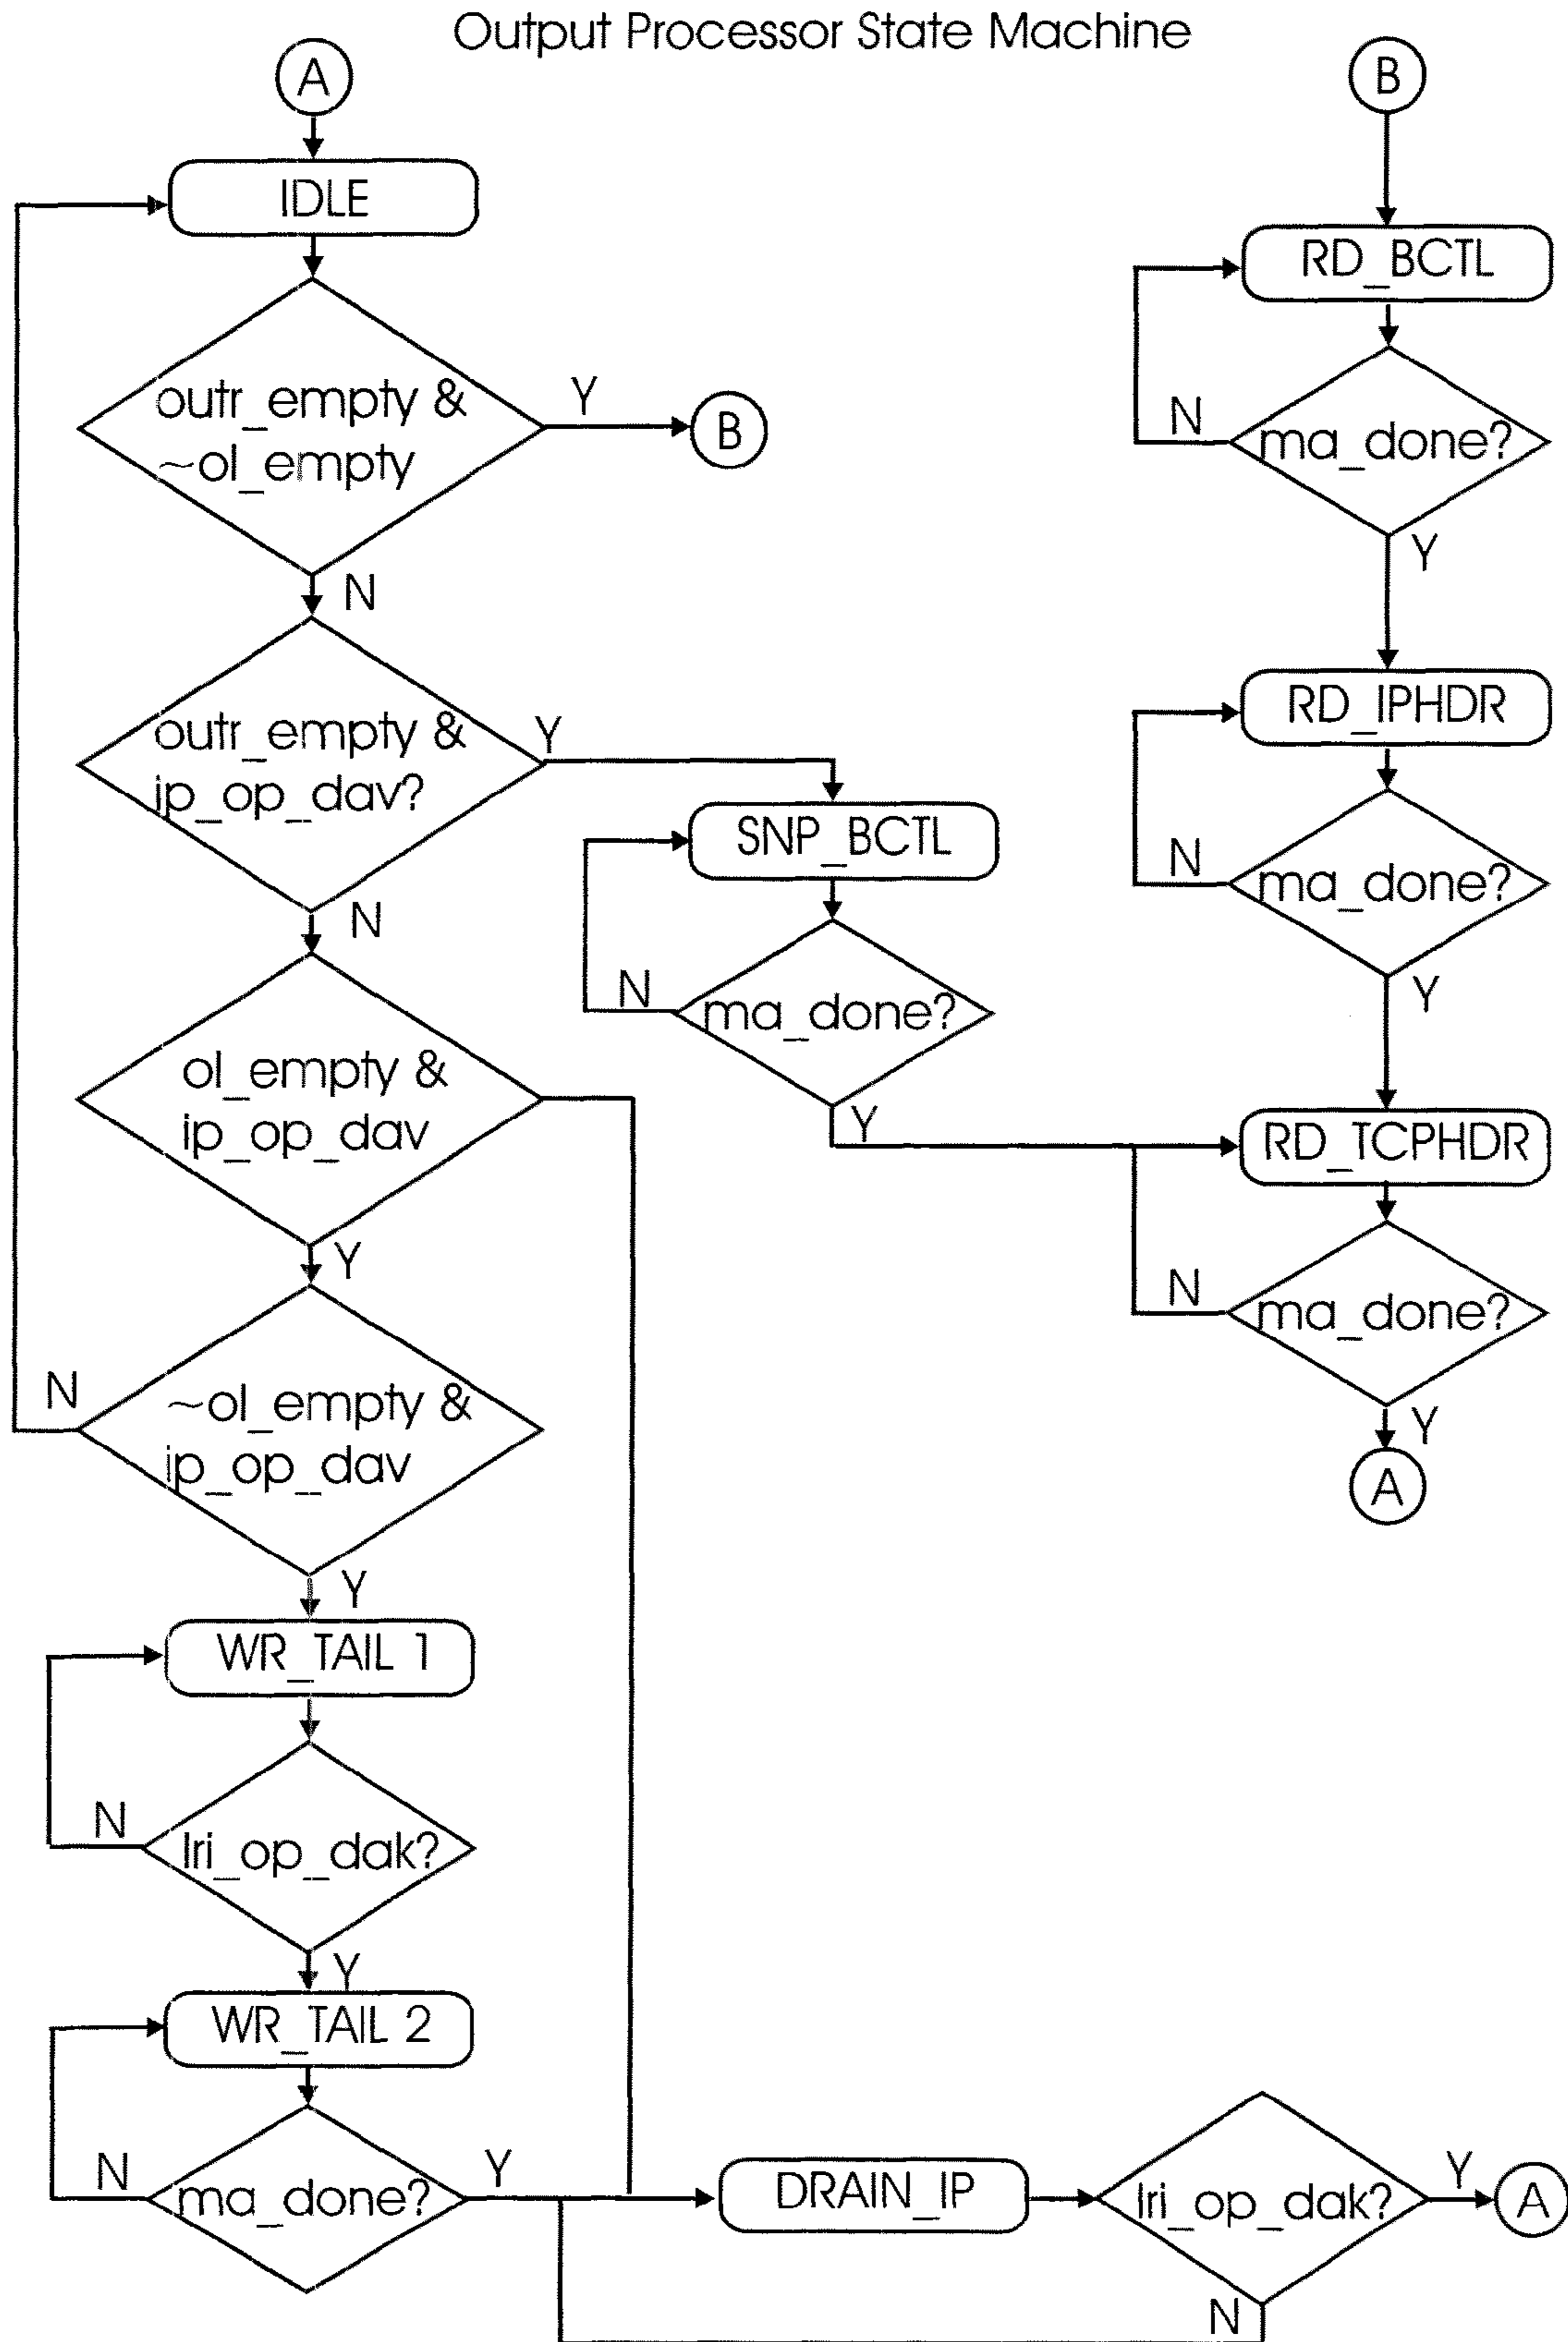 Output Processor State Machine
A
IDLE
outr_empty &
~ol_empty
Y
B
N
outr_empty &
ip_op_dav?
Y
N
SNP_BCTL
ma_done?
N
Y
ol_empty &
ip_op_dav
Y
~ol_empty &
ip_op_dav
N
Y
WR_TAIL 1
lri_op_dak?
N
Y
WR_TAIL 2
ma_done?
N
Y
DRAIN_IP
lri_op_dak?
Y
A
N
B
RD_BCTL
ma_done?
N
Y
RD_IPHDR
ma_done?
N
Y
RD_TCPHDR
ma_done?
N
Y
A